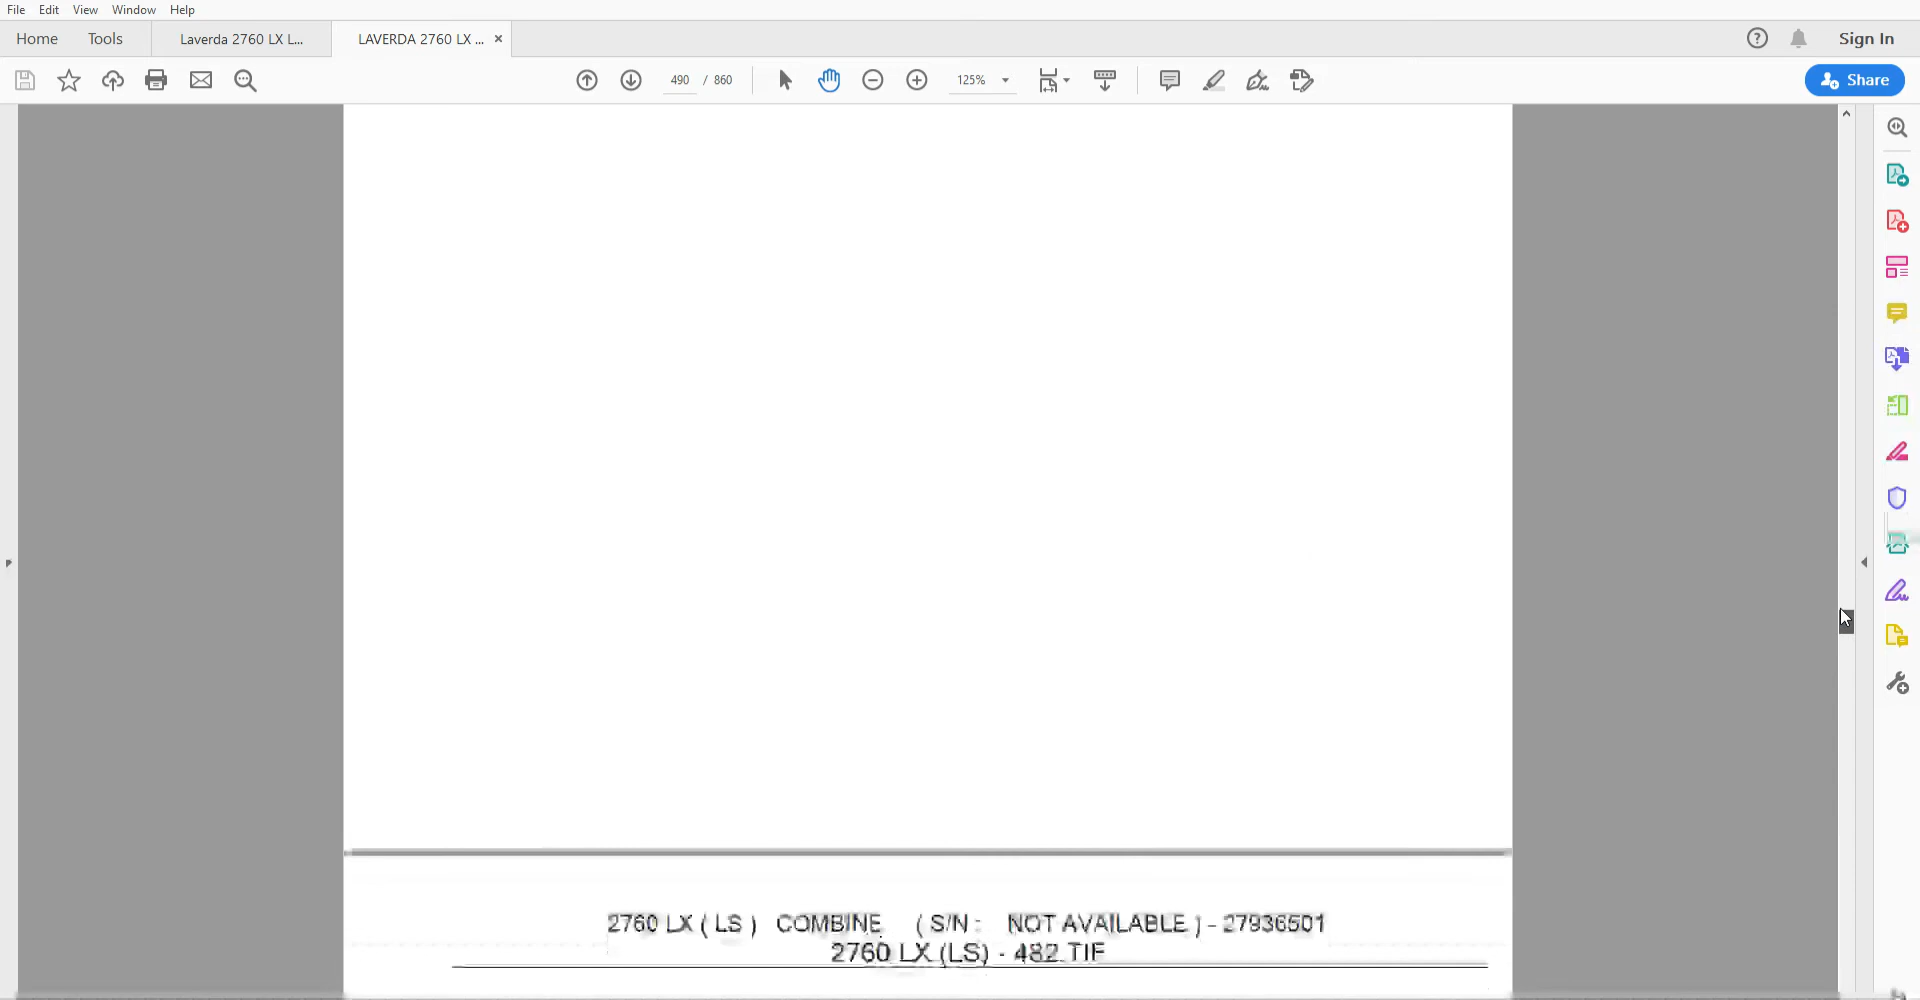 File Edit View Window Help
Home Tools Laverda 2760 LX L... LAVERDA 2760 LX ... × Sign In
490 / 860 125% Share
2760 LX ( LS ) COMBINE ( S/N : NOT AVAILABLE ) - 27936501
2760 LX (LS) - 482.TIF